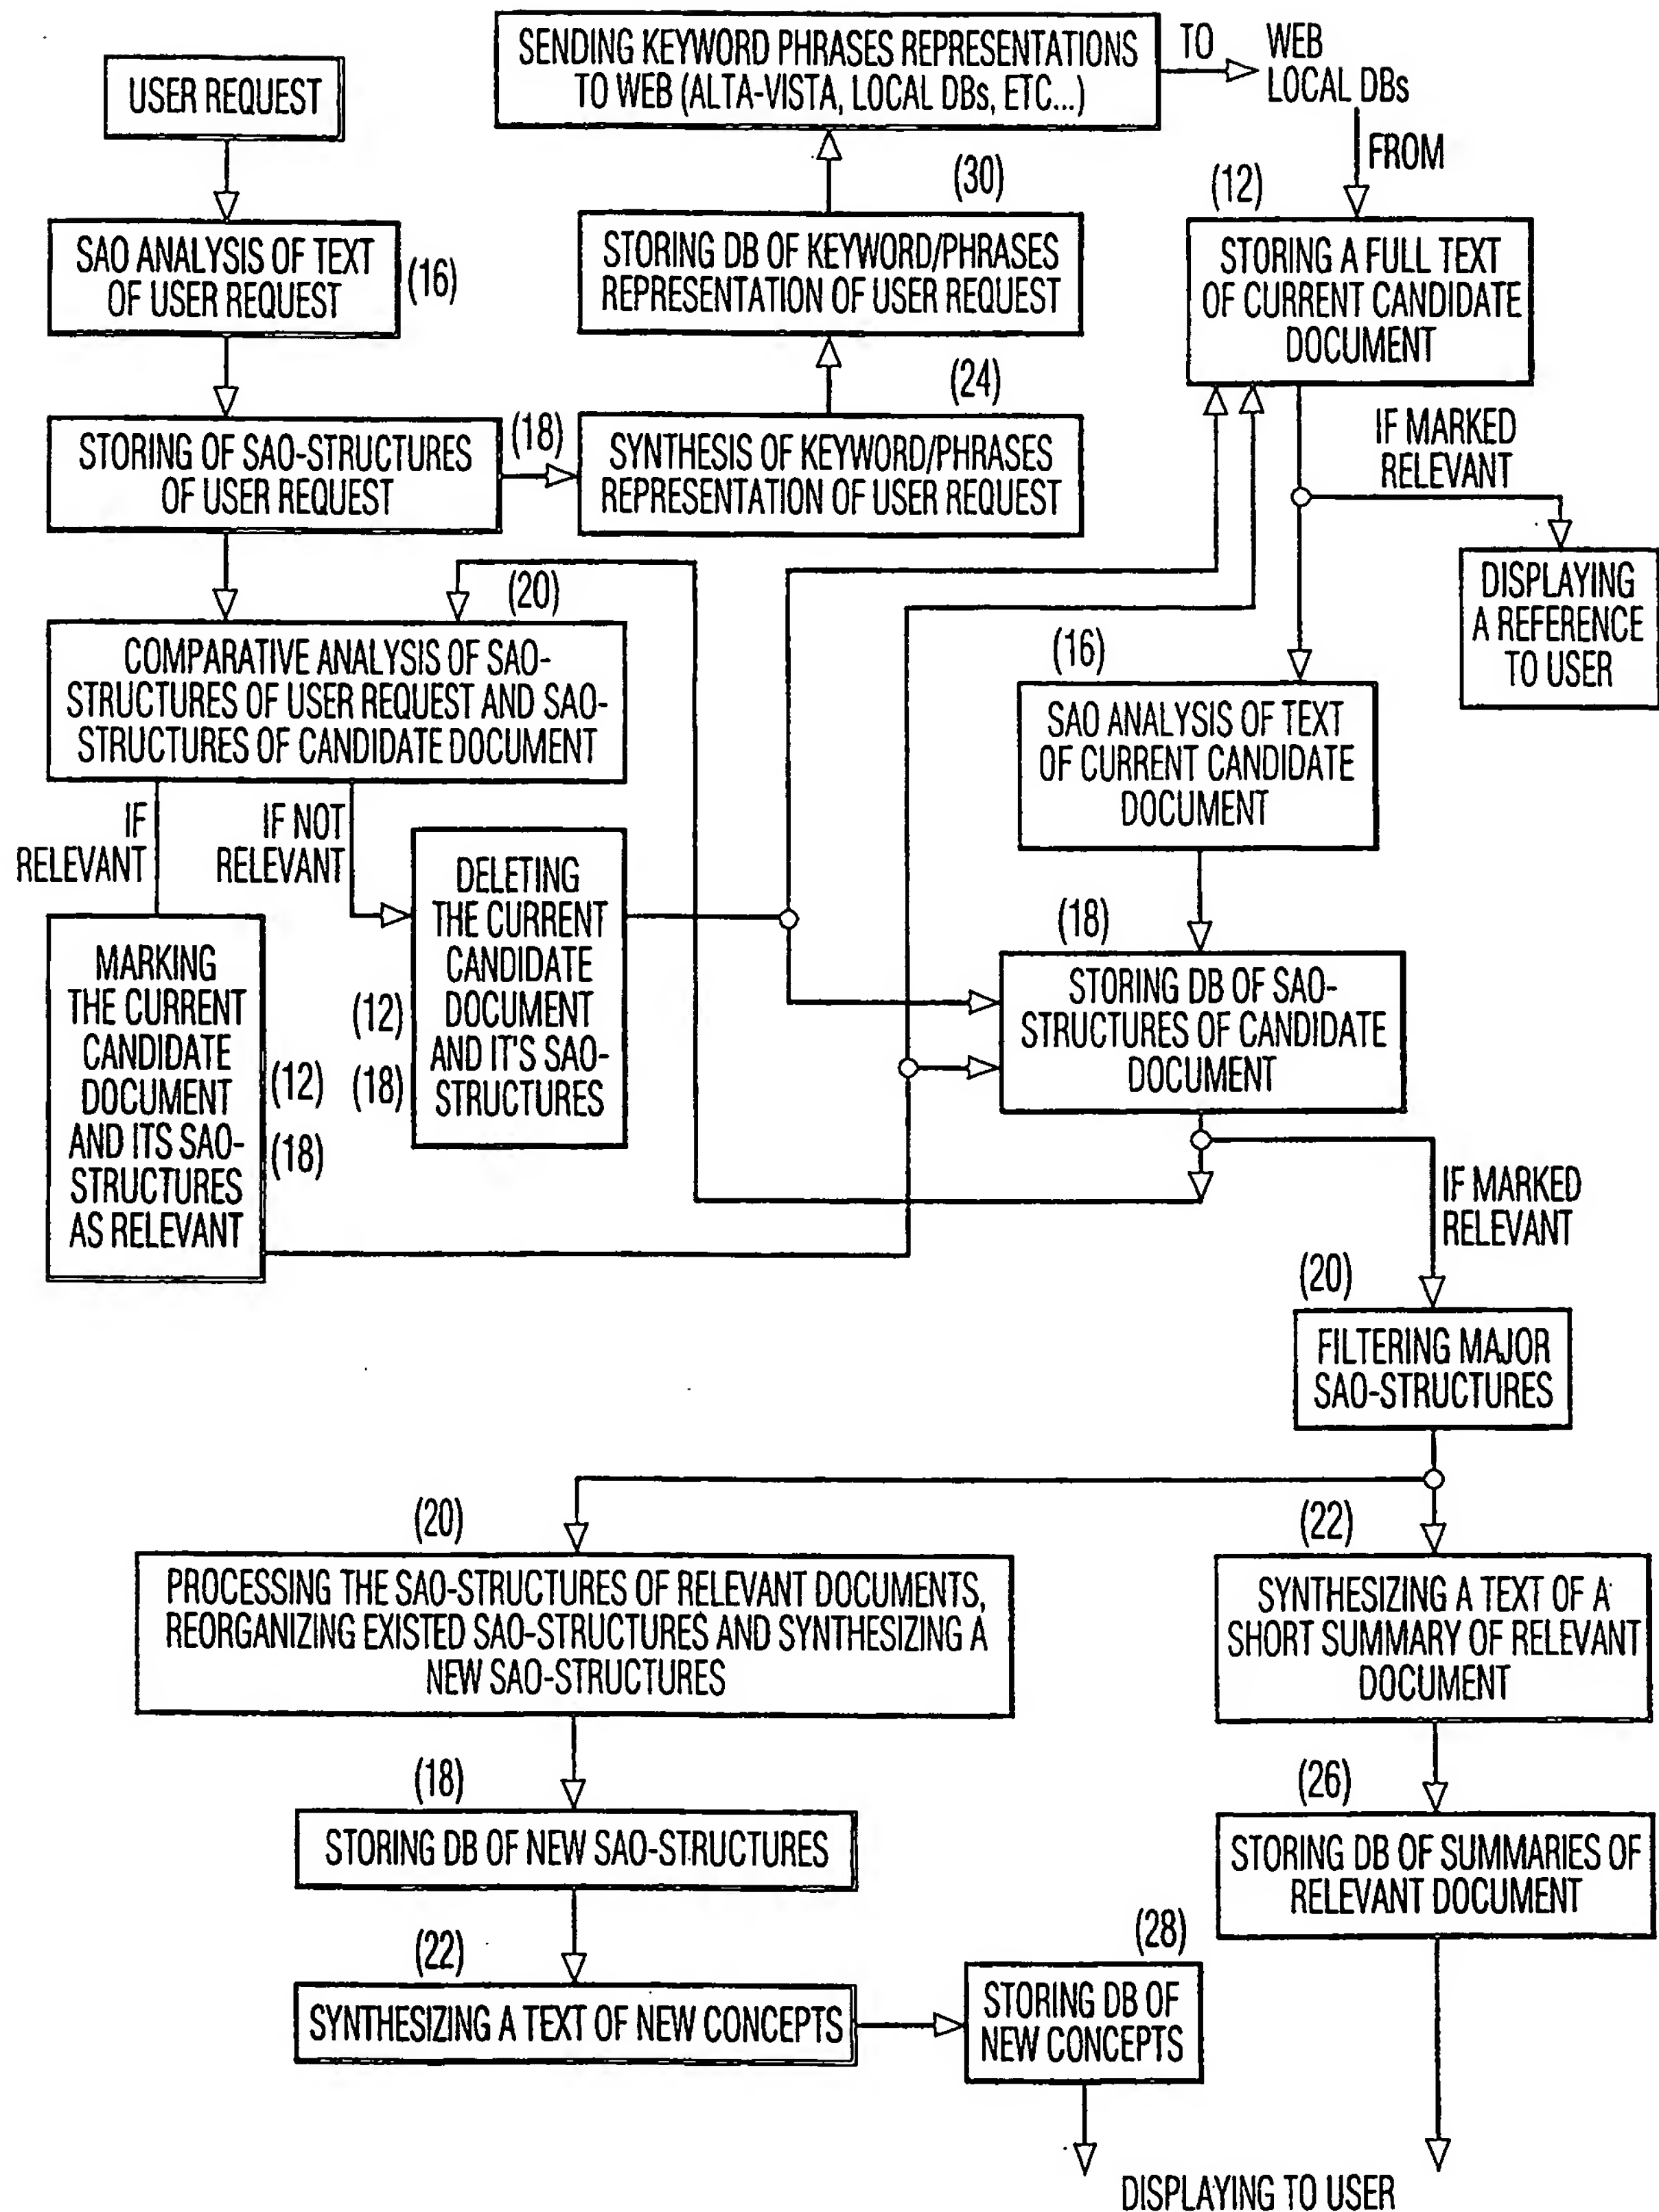 USER REQUEST
SENDING KEYWORD PHRASES REPRESENTATIONS
TO WEB (ALTA-VISTA, LOCAL DBs, ETC...)
TO
WEB
LOCAL DBs
FROM
SAO ANALYSIS OF TEXT
OF USER REQUEST
(16)
(30)
STORING DB OF KEYWORD/PHRASES
REPRESENTATION OF USER REQUEST
(12)
STORING A FULL TEXT
OF CURRENT CANDIDATE
DOCUMENT
(24)
STORING OF SAO-STRUCTURES
OF USER REQUEST
(18)
SYNTHESIS OF KEYWORD/PHRASES
REPRESENTATION OF USER REQUEST
IF MARKED
RELEVANT
DISPLAYING
A REFERENCE
TO USER
(20)
COMPARATIVE ANALYSIS OF SAO-
STRUCTURES OF USER REQUEST AND SAO-
STRUCTURES OF CANDIDATE DOCUMENT
(16)
SAO ANALYSIS OF TEXT
OF CURRENT CANDIDATE
DOCUMENT
IF
RELEVANT
IF NOT
RELEVANT
DELETING
THE CURRENT
CANDIDATE
DOCUMENT
AND IT'S SAO-
STRUCTURES
(12)
(18)
MARKING
THE CURRENT
CANDIDATE
DOCUMENT
AND ITS SAO-
STRUCTURES
AS RELEVANT
(12)
(18)
(18)
STORING DB OF SAO-
STRUCTURES OF CANDIDATE
DOCUMENT
IF MARKED
RELEVANT
(20)
FILTERING MAJOR
SAO-STRUCTURES
(20)
PROCESSING THE SAO-STRUCTURES OF RELEVANT DOCUMENTS,
REORGANIZING EXISTED SAO-STRUCTURES AND SYNTHESIZING A
NEW SAO-STRUCTURES
(22)
SYNTHESIZING A TEXT OF A
SHORT SUMMARY OF RELEVANT
DOCUMENT
(18)
STORING DB OF NEW SAO-STRUCTURES
(26)
STORING DB OF SUMMARIES OF
RELEVANT DOCUMENT
(22)
SYNTHESIZING A TEXT OF NEW CONCEPTS
(28)
STORING DB OF
NEW CONCEPTS
DISPLAYING TO USER